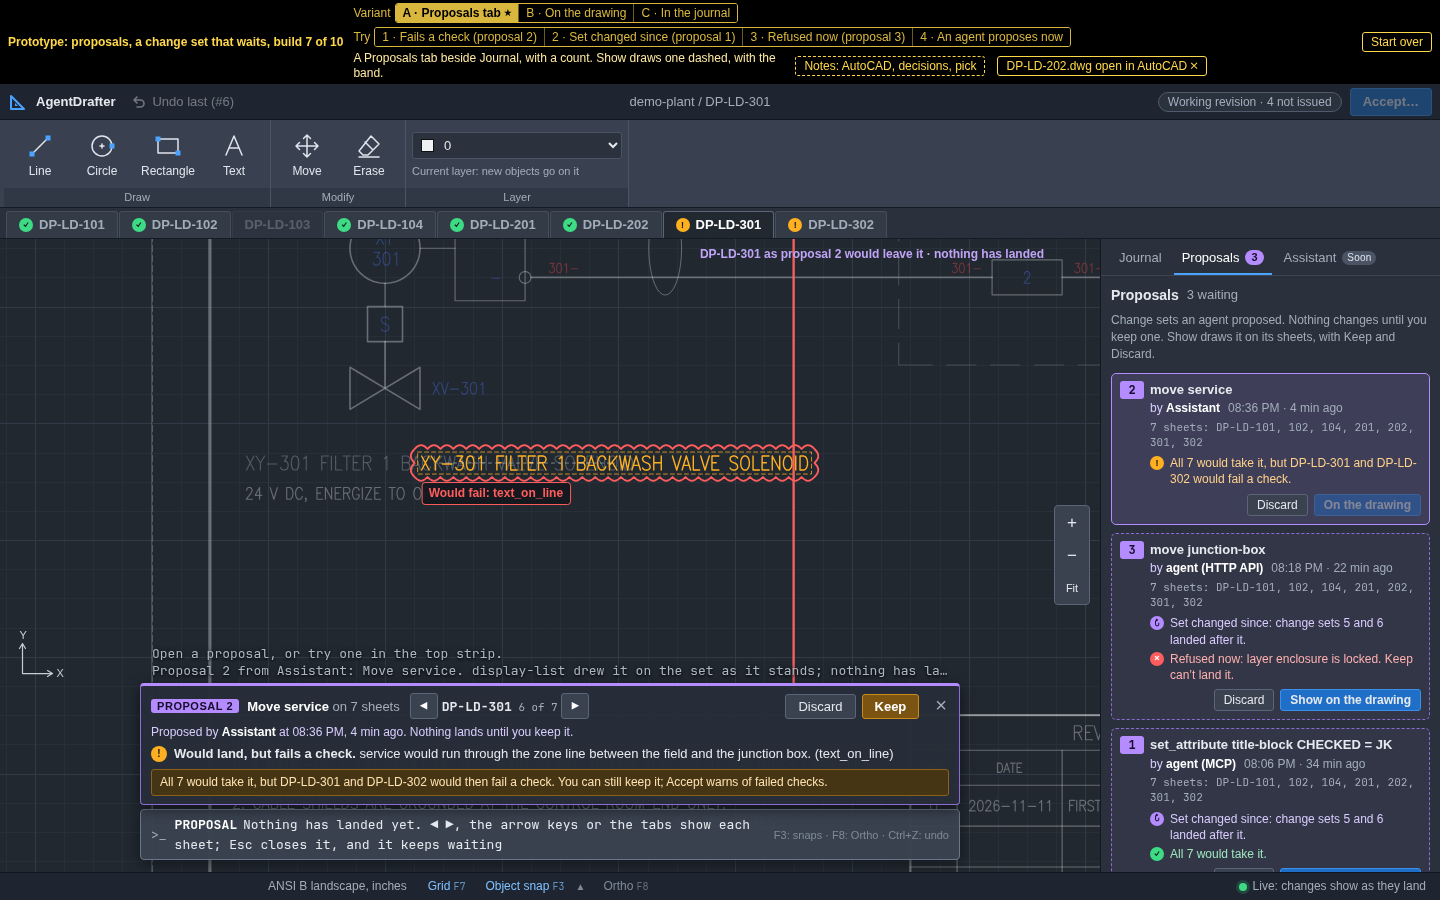 Prototype: proposals, a change set that waits, build 7 of 10
Variant A · Proposals tab ★ B · On the drawing C · In the journal
Try 1 · Fails a check (proposal 2) 2 · Set changed since (proposal 1) 3 · Refused now (proposal 3) 4 · An agent proposes now
A Proposals tab beside Journal, with a count. Show draws one dashed, with the band.
Notes: AutoCAD, decisions, pick
DP-LD-202.dwg open in AutoCAD ✕
Start over
AgentDrafter
Undo last (#6)
demo-plant / DP-LD-301
Working revision · 4 not issued
Accept…
Line
Circle
Rectangle
Text
Move
Erase
0
Current layer: new objects go on it
Draw
Modify
Layer
DP-LD-101
DP-LD-102
DP-LD-103
DP-LD-104
DP-LD-201
DP-LD-202
DP-LD-301
DP-LD-302
DP-LD-301 as proposal 2 would leave it · nothing has landed
301
301-
301-
2
301-
S
XV-301
XY-301 FILTER 1
XY-301 FILTER 1 BACKWASH VALVE SOLENOID
24 V DC, ENERGIZE TO O
Would fail: text_on_line
+
−
Fit
Y
X
Open a proposal, or try one in the top strip.
Proposal 2 from Assistant: Move service. display-list drew it on the set as it stands; nothing has la…
PROPOSAL 2 Move service on 7 sheets ◄ DP-LD-301 6 of 7 ► Discard Keep ✕
Proposed by Assistant at 08:36 PM, 4 min ago. Nothing lands until you keep it.
! Would land, but fails a check. service would run through the zone line between the field and the junction box. (text_on_line)
All 7 would take it, but DP-LD-301 and DP-LD-302 would then fail a check. You can still keep it; Accept warns of failed checks.
2. CABLE SHIELDS ARE GROUNDED AT THE CONTROL ROOM END ONLY.
REV
DATE
2026-11-11 FIRST
>_ PROPOSAL Nothing has landed yet. ◄ ►, the arrow keys or the tabs show each
sheet; Esc closes it, and it keeps waiting
F3: snaps · F8: Ortho · Ctrl+Z: undo
Journal
Proposals 3
Assistant Soon
Proposals 3 waiting
Change sets an agent proposed. Nothing changes until you
keep one. Show draws it on its sheets, with Keep and
Discard.
2 move service
by Assistant 08:36 PM · 4 min ago
7 sheets: DP-LD-101, 102, 104, 201, 202,
301, 302
! All 7 would take it, but DP-LD-301 and DP-LD-
302 would fail a check.
Discard On the drawing
3 move junction-box
by agent (HTTP API) 08:18 PM · 22 min ago
7 sheets: DP-LD-101, 102, 104, 201, 202,
301, 302
Set changed since: change sets 5 and 6
landed after it.
Refused now: layer enclosure is locked. Keep
can't land it.
Discard Show on the drawing
1 set_attribute title-block CHECKED = JK
by agent (MCP) 08:06 PM · 34 min ago
7 sheets: DP-LD-101, 102, 104, 201, 202,
301, 302
Set changed since: change sets 5 and 6
landed after it.
All 7 would take it.
ANSI B landscape, inches
Grid F7
Object snap F3 ▲
Ortho F8
Live: changes show as they land